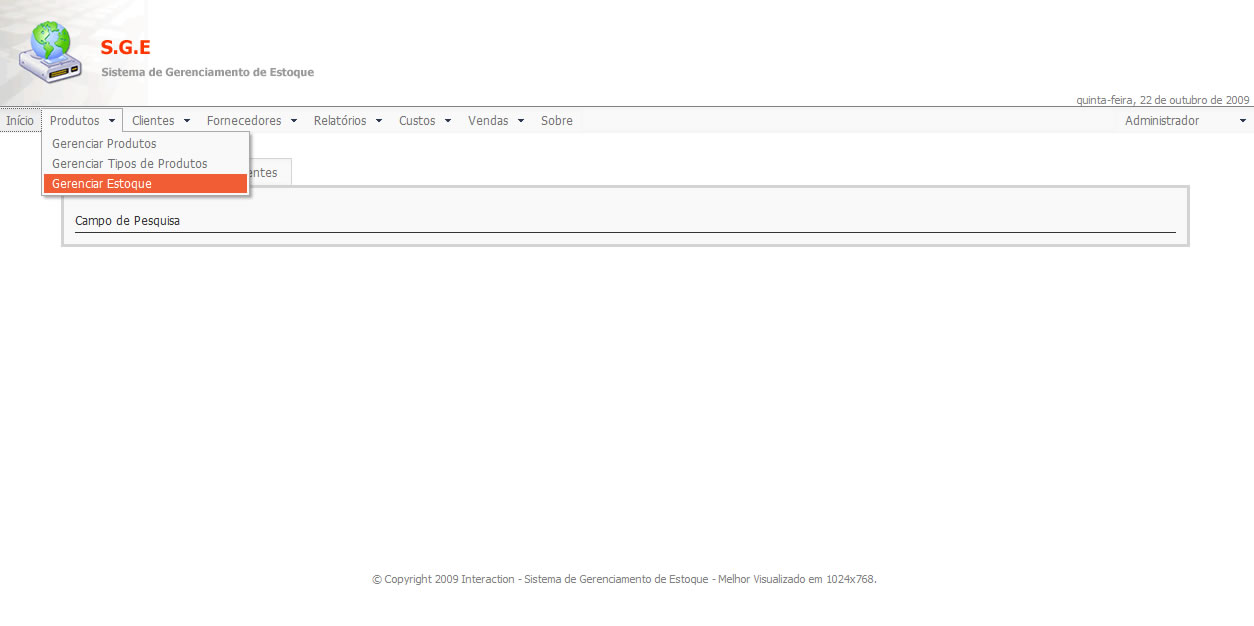 S.G.E
Sistema de Gerenciamento de Estoque
quinta-feira, 22 de outubro de 2009
Início Produtos Clientes Fornecedores Relatórios Custos Vendas Sobre Administrador
Gerenciar Produtos
Gerenciar Tipos de Produtos
Gerenciar Estoque
Campo de Pesquisa
© Copyright 2009 Interaction - Sistema de Gerenciamento de Estoque - Melhor Visualizado em 1024x768.